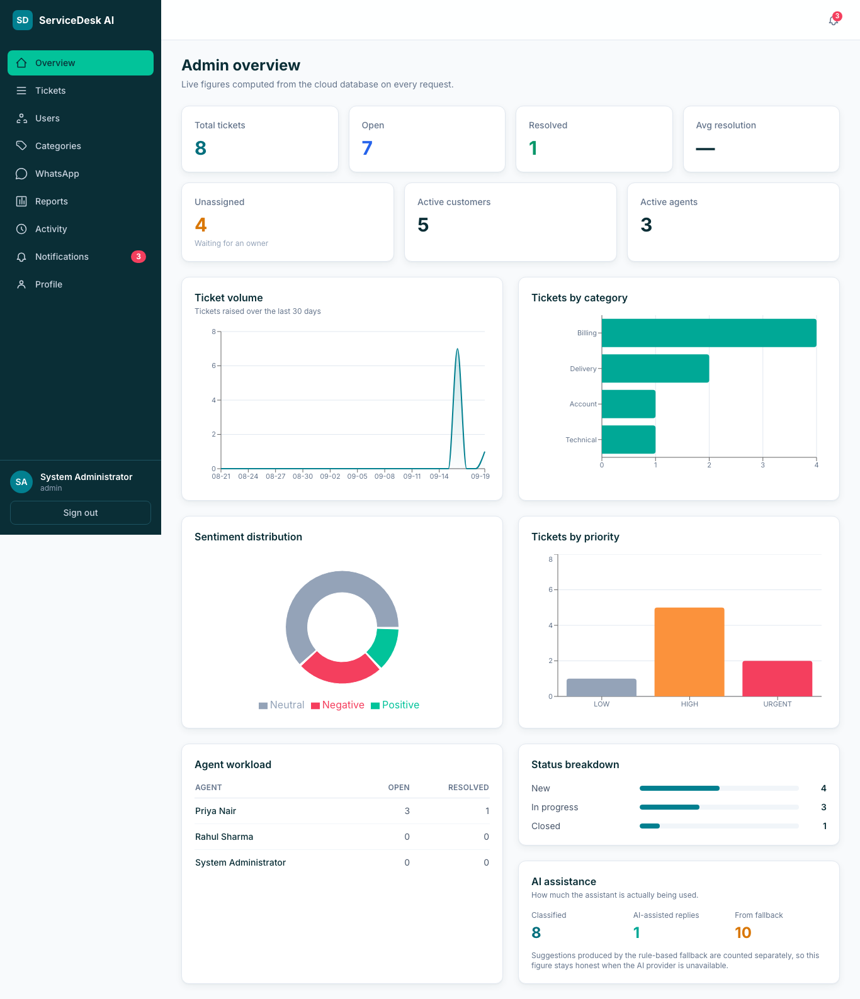 SD
ServiceDesk AI
Overview
Tickets
Users
Categories
WhatsApp
Reports
Activity
Notifications 3
Profile
SA
System Administrator
admin
Sign out
3
Admin overview
Live figures computed from the cloud database on every request.
Total tickets
8
Open
7
Resolved
1
Avg resolution
—
Unassigned
4
Waiting for an owner
Active customers
5
Active agents
3
Ticket volume
Tickets raised over the last 30 days
8
6
4
2
0
08-21 08-24 08-27 08-30 09-02 09-05 09-08 09-11 09-14 09-19
Tickets by category
Billing
Delivery
Account
Technical
0 1 2 3 4
Sentiment distribution
Neutral Negative Positive
Tickets by priority
8
6
4
2
0
LOW HIGH URGENT
Agent workload
AGENT OPEN RESOLVED
Priya Nair 3 1
Rahul Sharma 0 0
System Administrator 0 0
Status breakdown
New 4
In progress 3
Closed 1
AI assistance
How much the assistant is actually being used.
Classified
8
AI-assisted replies
1
From fallback
10
Suggestions produced by the rule-based fallback are counted separately, so this
figure stays honest when the AI provider is unavailable.